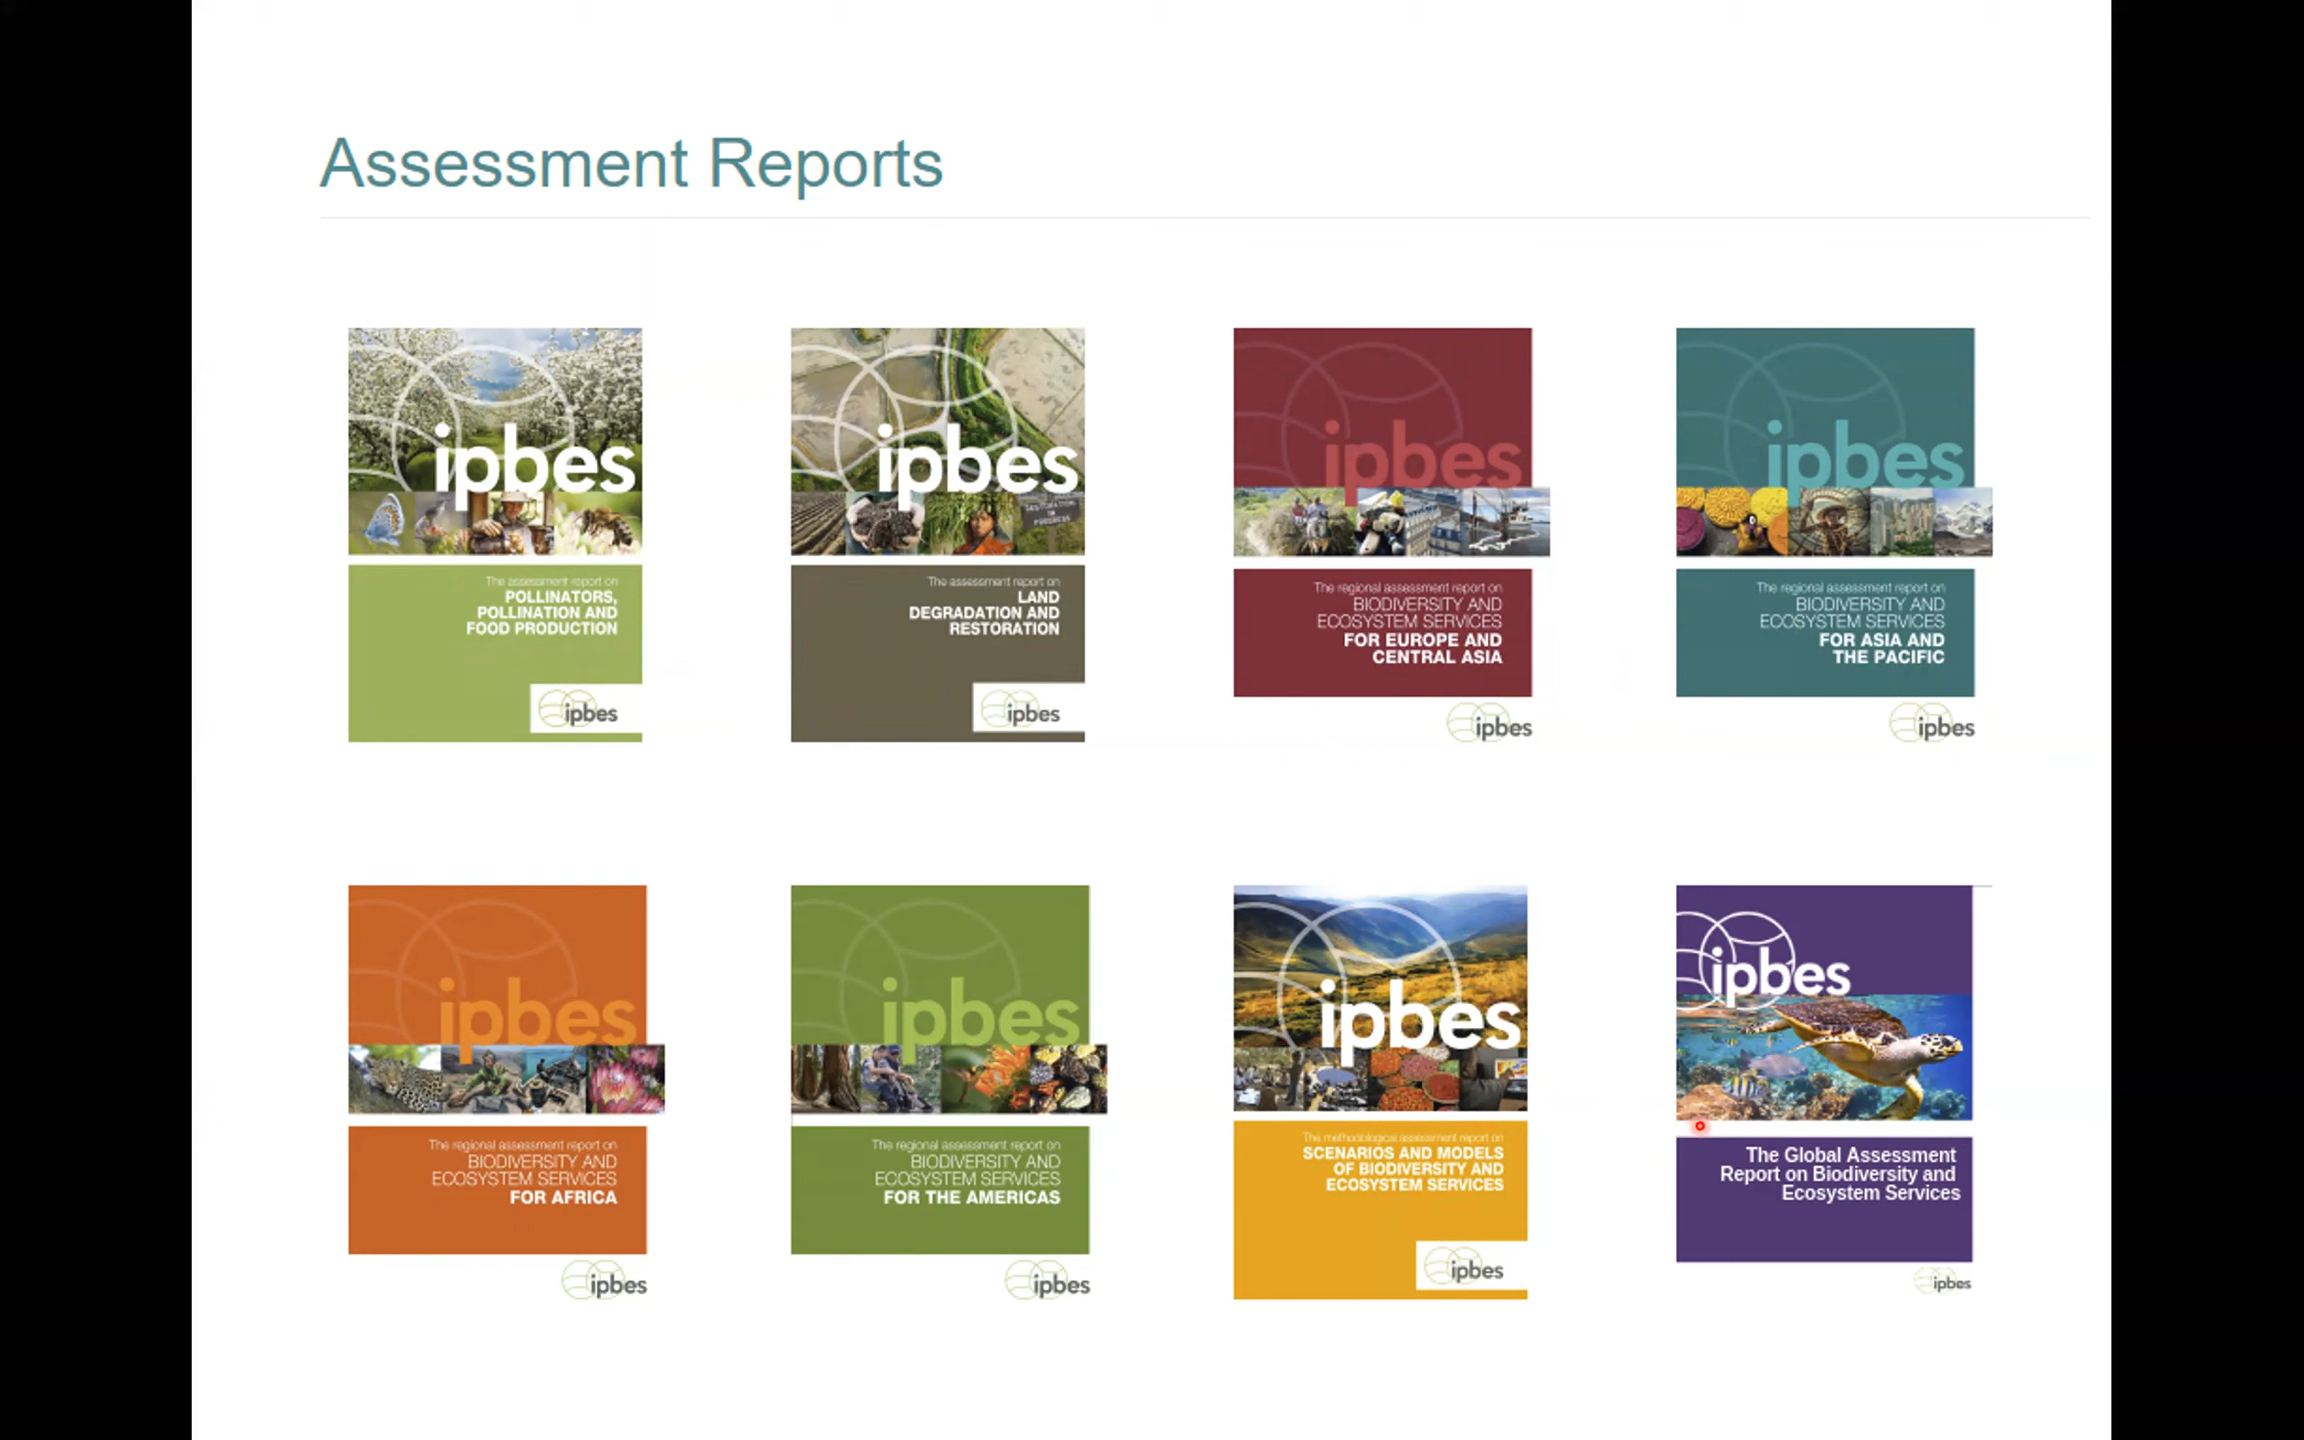 Assessment Reports
ipbes
The assessment report on
POLLINATORS,
POLLINATION AND
FOOD PRODUCTION
ipbes
ipbes
RESTORATION
IN
PROGRESS
The assessment report on
LAND
DEGRADATION AND
RESTORATION
ipbes
ipbes
The regional assessment report on
BIODIVERSITY AND
ECOSYSTEM SERVICES
FOR EUROPE AND
CENTRAL ASIA
ipbes
ipbes
The regional assessment report on
BIODIVERSITY AND
ECOSYSTEM SERVICES
FOR ASIA AND
THE PACIFIC
ipbes
ipbes
The regional assessment report on
BIODIVERSITY AND
ECOSYSTEM SERVICES
FOR AFRICA
ipbes
ipbes
The regional assessment report on
BIODIVERSITY AND
ECOSYSTEM SERVICES
FOR THE AMERICAS
ipbes
ipbes
The methodological assessment report on
SCENARIOS AND MODELS
OF BIODIVERSITY AND
ECOSYSTEM SERVICES
ipbes
ipbes
The Global Assessment
Report on Biodiversity and
Ecosystem Services
ipbes